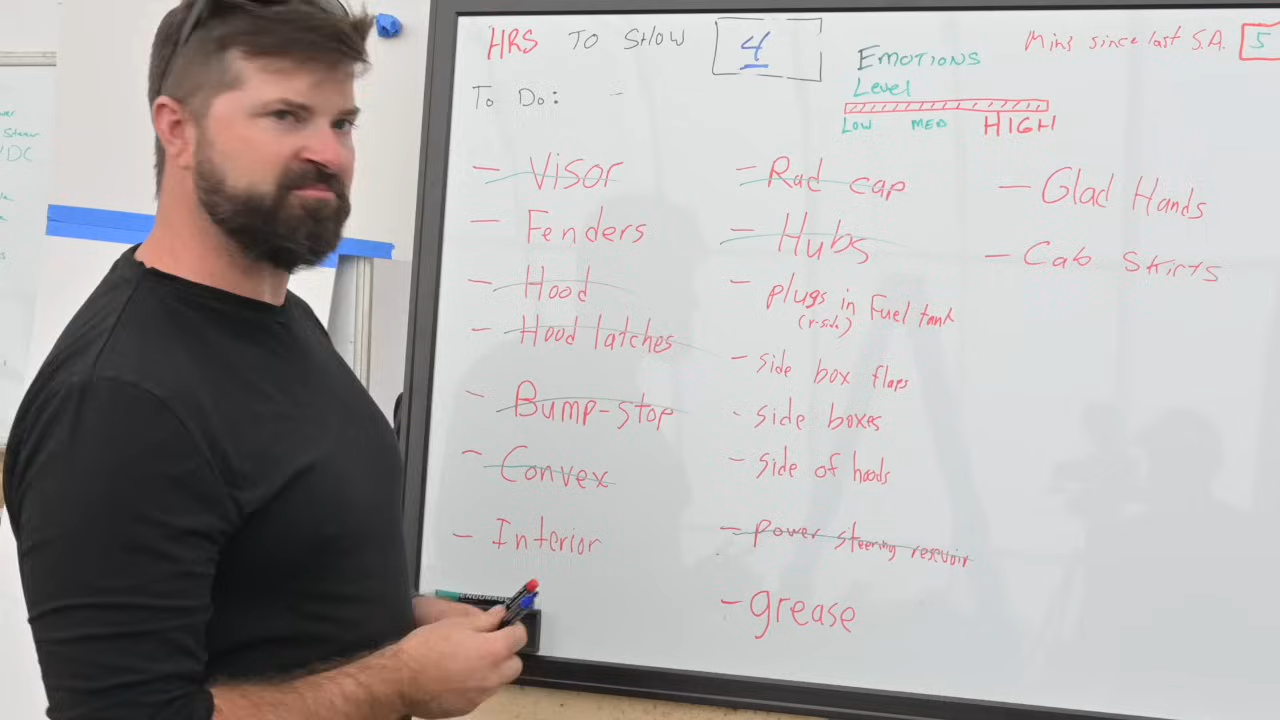 HRS TO SHOW 4
EMOTIONS
Level
LOW MED HIGH
Mins since last S.A. 5
To Do:
- Visor
- Fenders
- Hood
- Hood latches
- Bump-stop
- Convex
- Interior
- Rad cap
- Hubs
- plugs in Fuel tank
(r-side)
- side box flaps
- side boxes
- side of hoods
- power steering resevoir
- grease
- Glad Hands
- Cab Skirts
DC